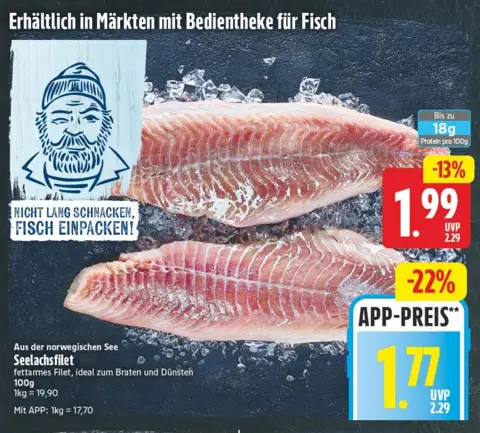 Erhältlich in Märkten mit Bedientheke für Fisch
Bis zu
18g
Protein pro 100g
-13%
1.99
UVP
2.29
NICHT LANG SCHNACKEN,
FISCH EINPACKEN!
-22%
APP-PREIS**
1.77
UVP
2.29
Aus der norwegischen See
Seelachsfilet
fettarmes Filet, ideal zum Braten und Dünsten
100g
1kg = 19,90
Mit APP: 1kg = 17,70